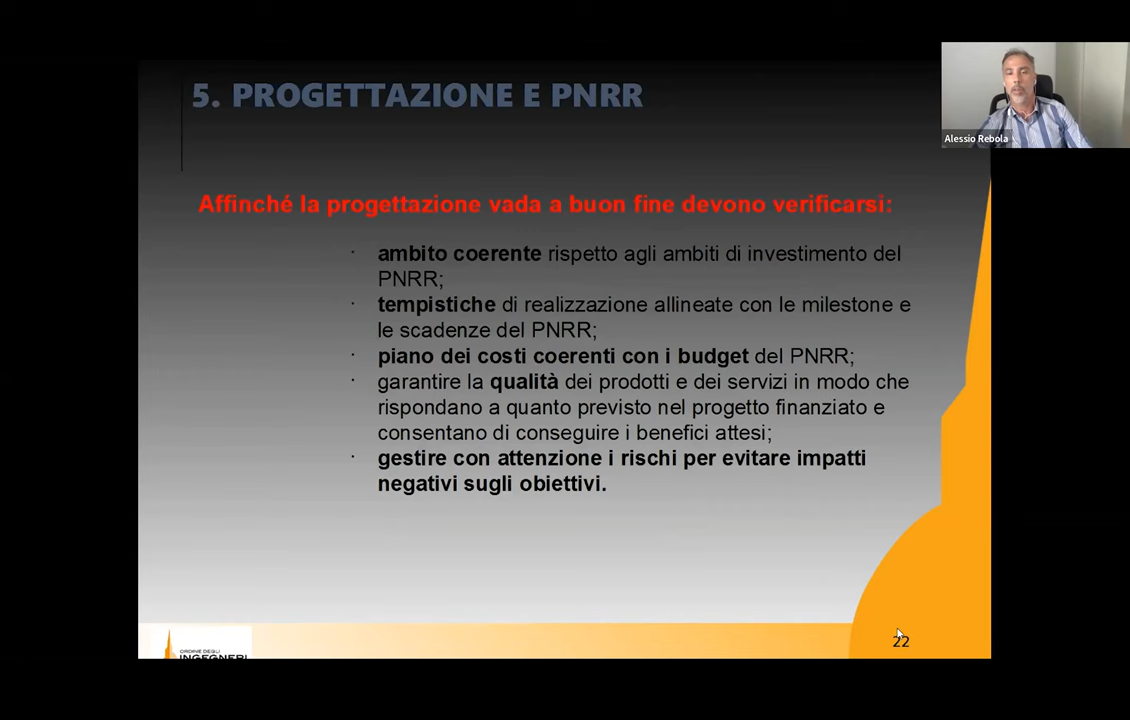 5. PROGETTAZIONE E PNRR
Alessio Rebola
Affinché la progettazione vada a buon fine devono verificarsi:
· ambito coerente rispetto agli ambiti di investimento del
PNRR;
· tempistiche di realizzazione allineate con le milestone e
le scadenze del PNRR;
· piano dei costi coerenti con i budget del PNRR;
· garantire la qualità dei prodotti e dei servizi in modo che
rispondano a quanto previsto nel progetto finanziato e
consentano di conseguire i benefici attesi;
· gestire con attenzione i rischi per evitare impatti
negativi sugli obiettivi.
ORDINE DEGLI
INGEGNERI
22